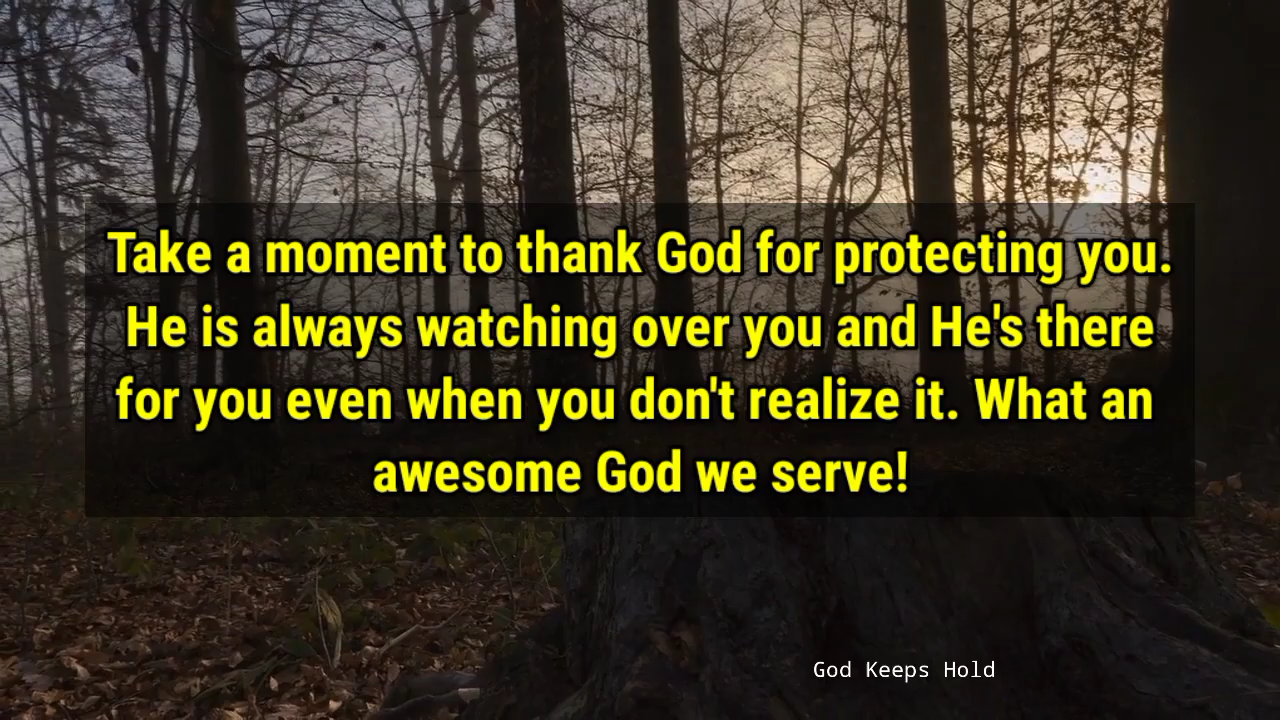 Take a moment to thank God for protecting you.
He is always watching over you and He's there
for you even when you don't realize it. What an
awesome God we serve!
God Keeps Hold